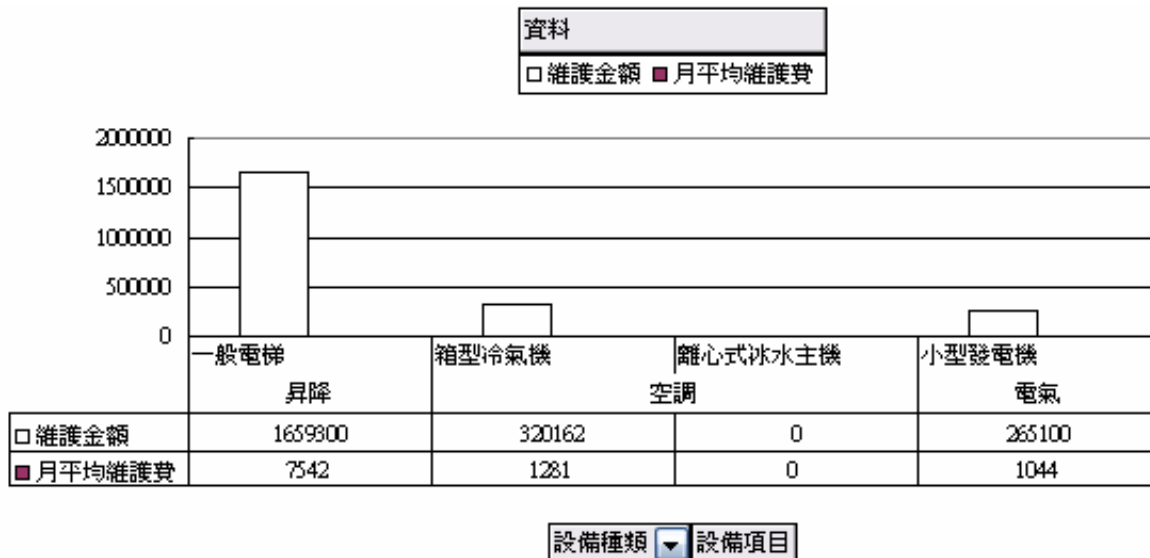 資料
維護金額 月平均維護費
2000000
1500000
1000000
500000
0
一般電梯 箱型冷氣機 離心式冰水主機 小型發電機
昇降 空調 電氣
維護金額 1659300 320162 0 265100
月平均維護費 7542 1281 0 1044
設備種類 設備項目